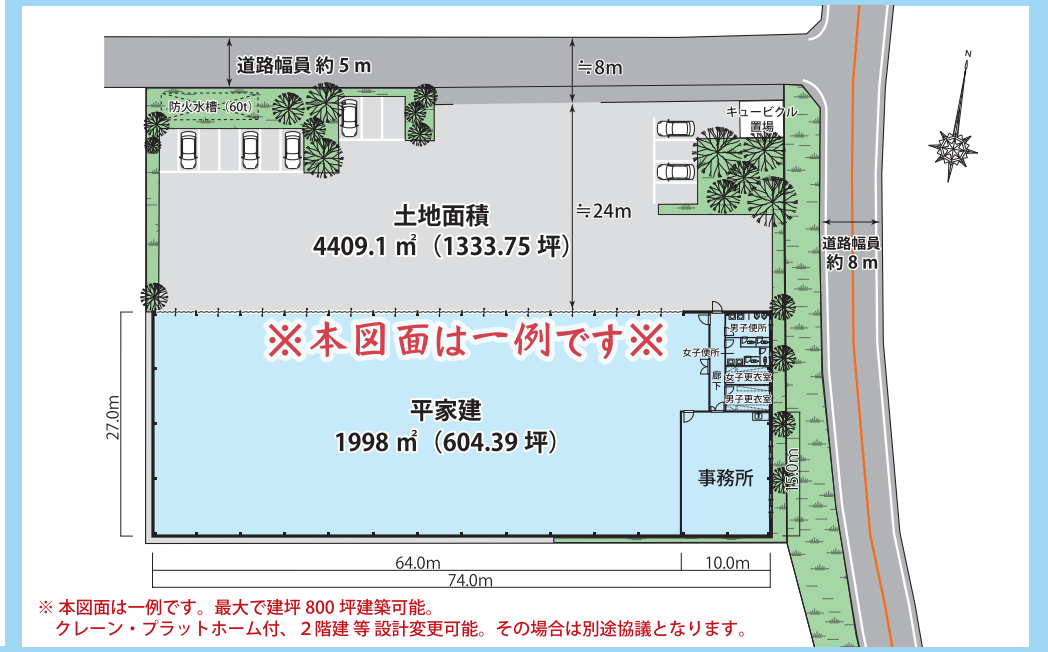 道路幅員 約 5 m
≒8m
N
防火水槽（60t）
キュービクル
置場
土地面積
4409.1 ㎡（1333.75 坪）
≒24m
道路幅員
約 8 m
※本図面は一例です※
男子便所
女子便所
廊下
女子更衣室
男子更衣室
平家建
1998 ㎡（604.39 坪）
27.0m
事務所
15.0m
64.0m
10.0m
74.0m
※ 本図面は一例です。最大で建坪 800 坪建築可能。
クレーン・プラットホーム付、２階建 等 設計変更可能。その場合は別途協議となります。